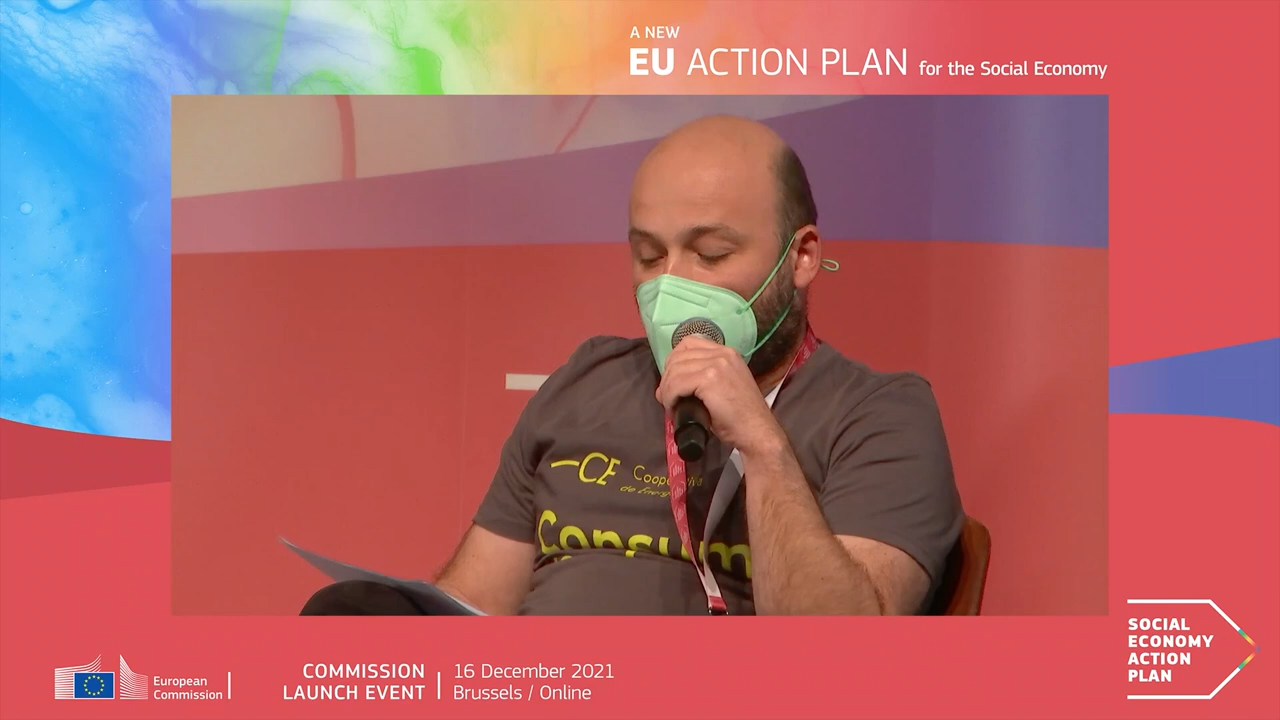 A NEW
EU ACTION PLAN for the Social Economy
CE
de
SOCIAL
ECONOMY
ACTION
PLAN
European
Commission
COMMISSION
LAUNCH EVENT
16 December 2021
Brussels / Online